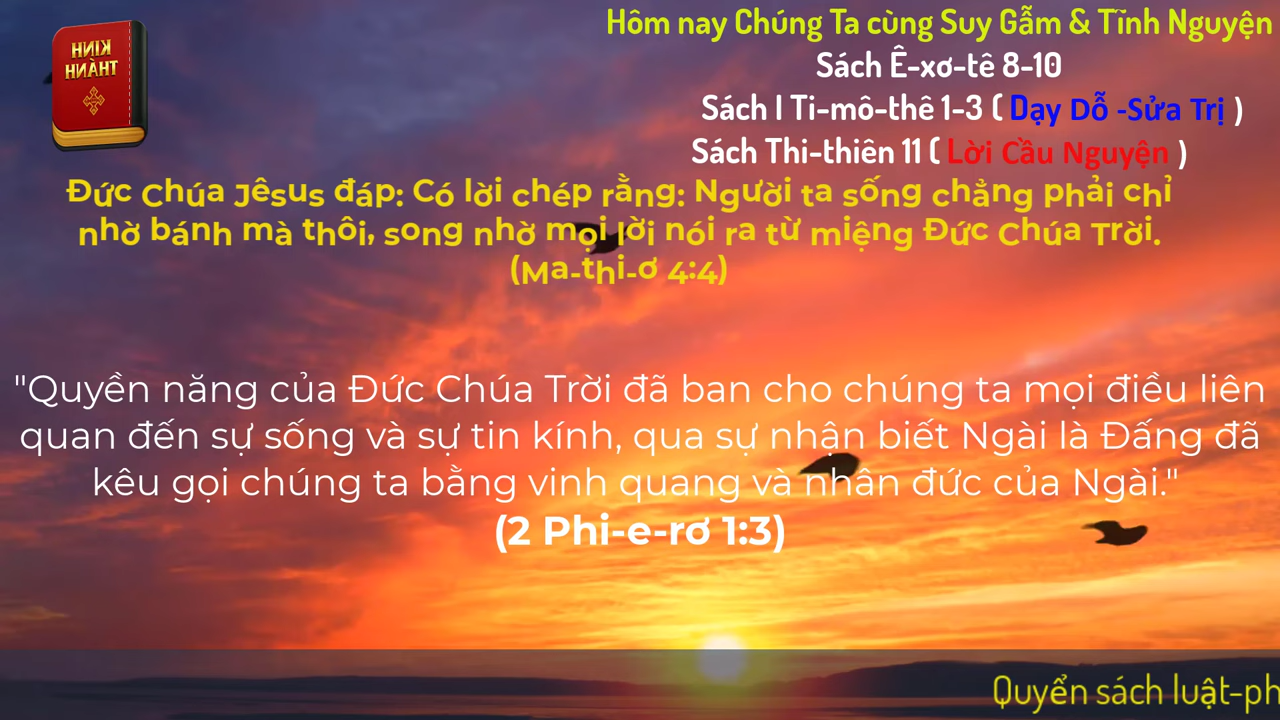 KINH
THÀNH
Hôm nay Chúng Ta cùng Suy Gẫm & Tĩnh Nguyện
Sách Ê-xơ-tê 8-10
Sách I Ti-mô-thê 1-3 ( Dạy Dỗ -Sửa Trị )
Sách Thi-thiên 11 ( Lời Cầu Nguyện )
Đức Chúa Jêsus đáp: Có lời chép rằng: Người ta sống chẳng phải chỉ
nhờ bánh mà thôi, song nhờ mọi lời nói ra từ miệng Đức Chúa Trời.
(Ma-thi-ơ 4:4)
"Quyền năng của Đức Chúa Trời đã ban cho chúng ta mọi điều liên
quan đến sự sống và sự tin kính, qua sự nhận biết Ngài là Đấng đã
kêu gọi chúng ta bằng vinh quang và nhân đức của Ngài."
(2 Phi-e-rơ 1:3)
Quyển sách luật-ph